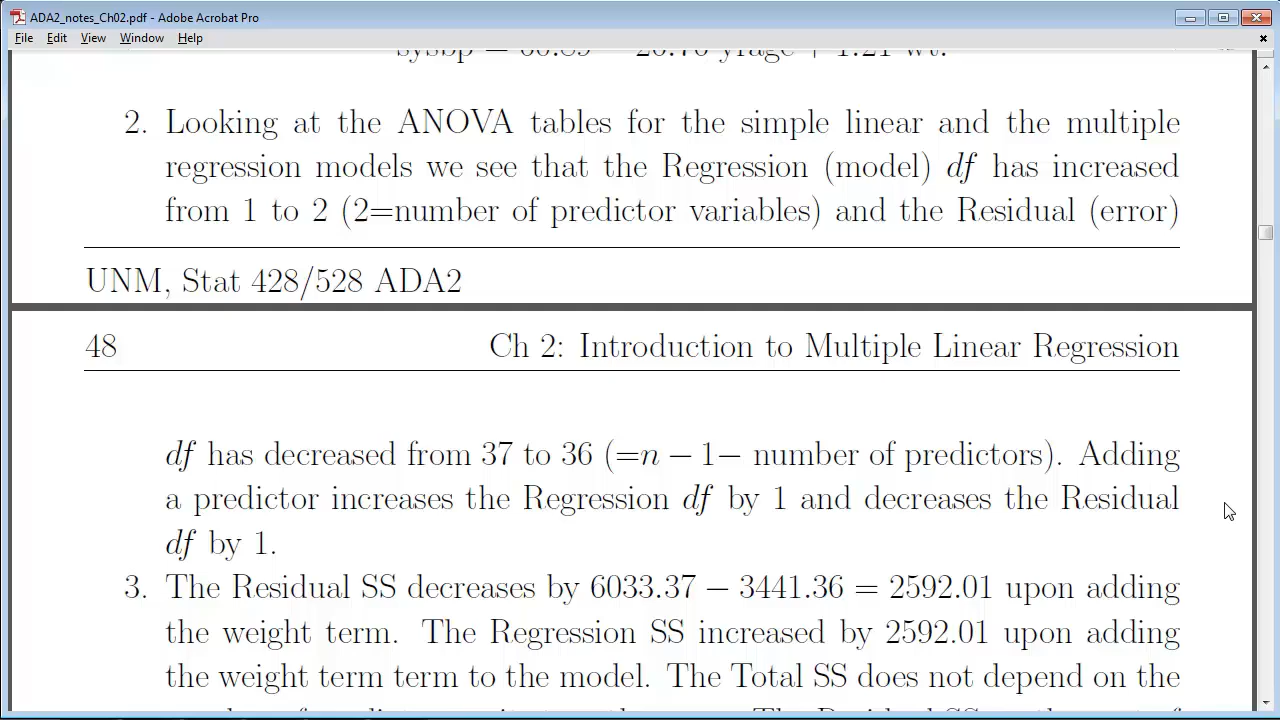 ADA2_notes_Ch02.pdf - Adobe Acrobat Pro
File Edit View Window Help
2. Looking at the ANOVA tables for the simple linear and the multiple
regression models we see that the Regression (model) df has increased
from 1 to 2 (2=number of predictor variables) and the Residual (error)
UNM, Stat 428/528 ADA2
48 Ch 2: Introduction to Multiple Linear Regression
df has decreased from 37 to 36 (=n − 1− number of predictors). Adding
a predictor increases the Regression df by 1 and decreases the Residual
df by 1.
3. The Residual SS decreases by 6033.37 − 3441.36 = 2592.01 upon adding
the weight term. The Regression SS increased by 2592.01 upon adding
the weight term term to the model. The Total SS does not depend on the